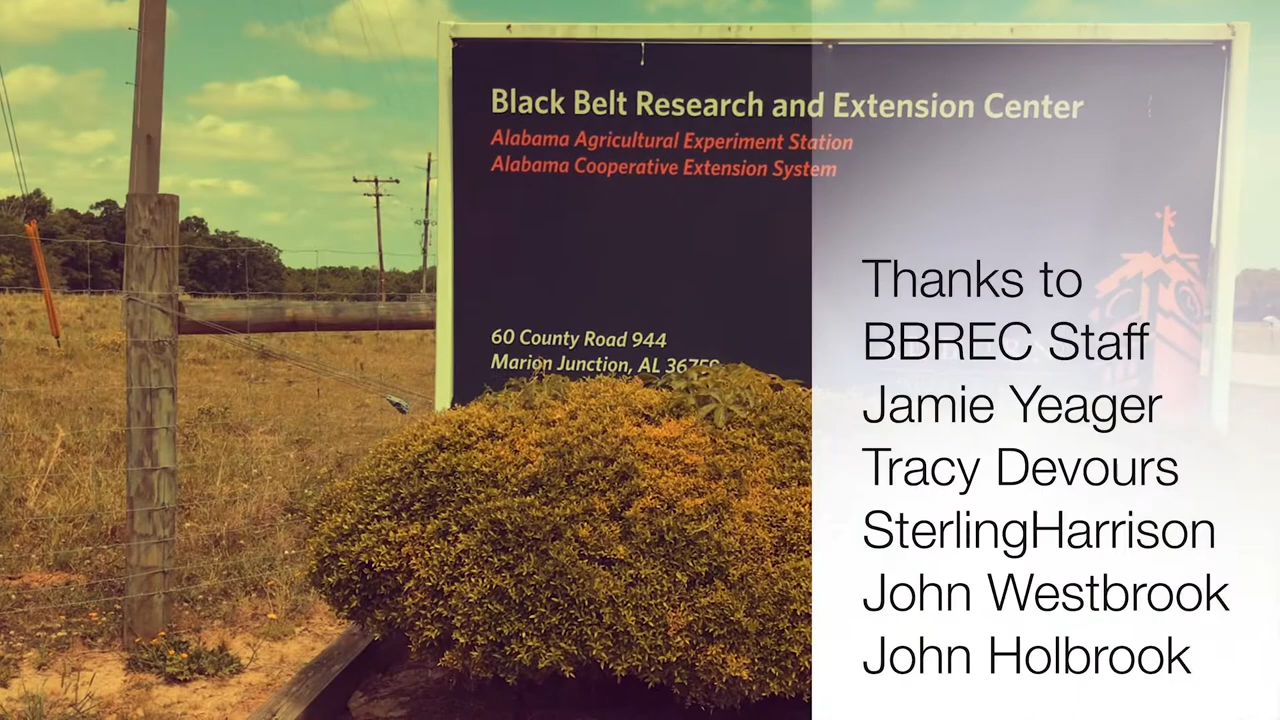 Black Belt Research and Extension Center
Alabama Agricultural Experiment Station
Alabama Cooperative Extension System
60 County Road 944
Marion Junction, AL
Thanks to
BBREC Staff
Jamie Yeager
Tracy Devours
SterlingHarrison
John Westbrook
John Holbrook